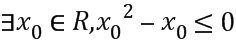 ∃x₀ ∈ R,x₀² − x₀ ≤ 0